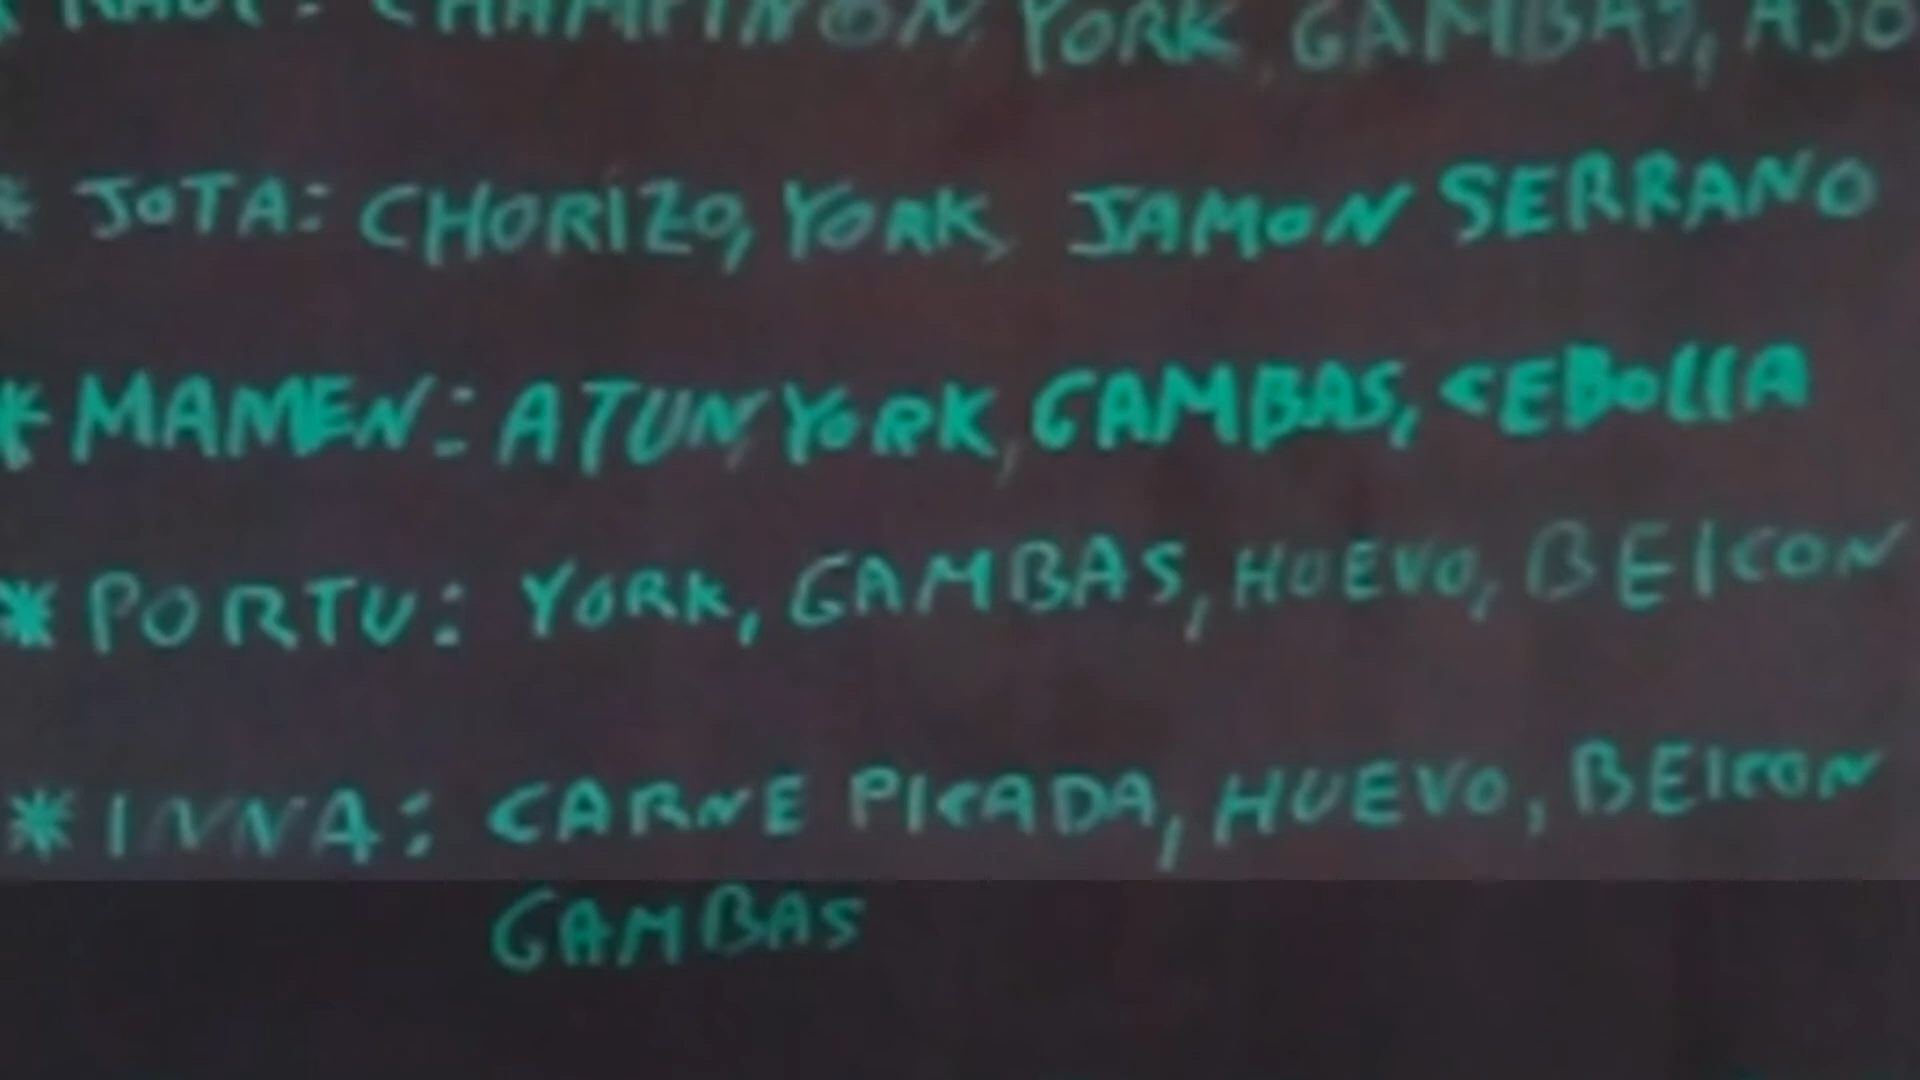 CHAMPIÑON, YORK, GAMBAS, AJO
* JOTA: CHORIZO, YORK, JAMON SERRANO
* MAMEN: ATUN, YORK, GAMBAS, CEBOLLA
* PORTU: YORK, GAMBAS, HUEVO, BEICON
* INNA: CARNE PICADA, HUEVO, BEICON
GAMBAS